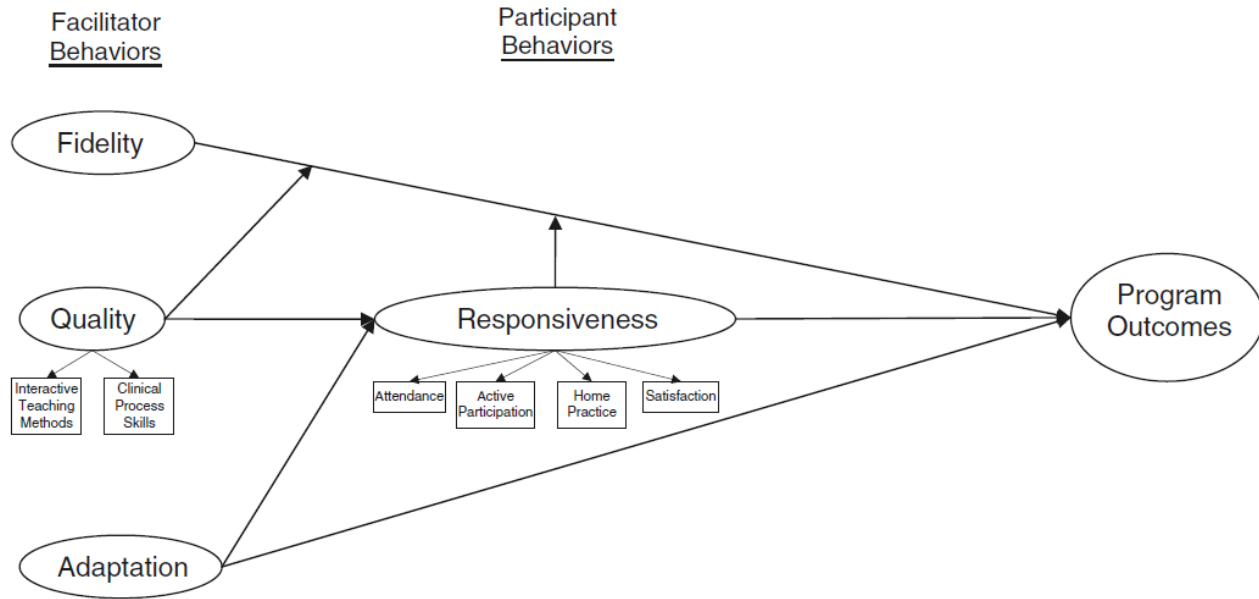 Facilitator
Behaviors
Participant
Behaviors
Fidelity
Quality
Responsiveness
Program
Outcomes
Interactive
Teaching
Methods
Clinical
Process
Skills
Attendance
Active
Participation
Home
Practice
Satisfaction
Adaptation